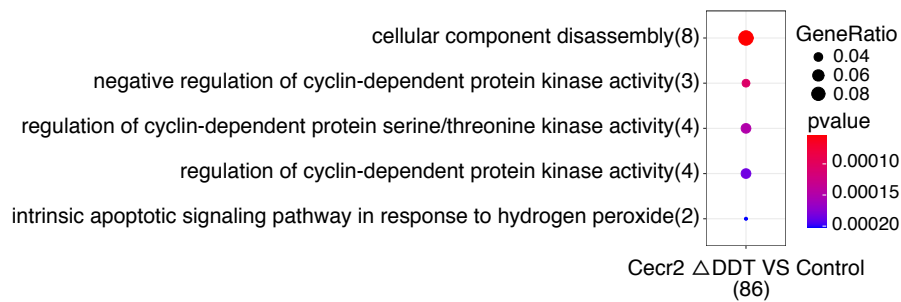 cellular component disassembly(8)
negative regulation of cyclin-dependent protein kinase activity(3)
regulation of cyclin-dependent protein serine/threonine kinase activity(4)
regulation of cyclin-dependent protein kinase activity(4)
intrinsic apoptotic signaling pathway in response to hydrogen peroxide(2)
Cecr2 △DDT VS Control
(86)
GeneRatio
0.04
0.06
0.08
pvalue
0.00010
0.00015
0.00020